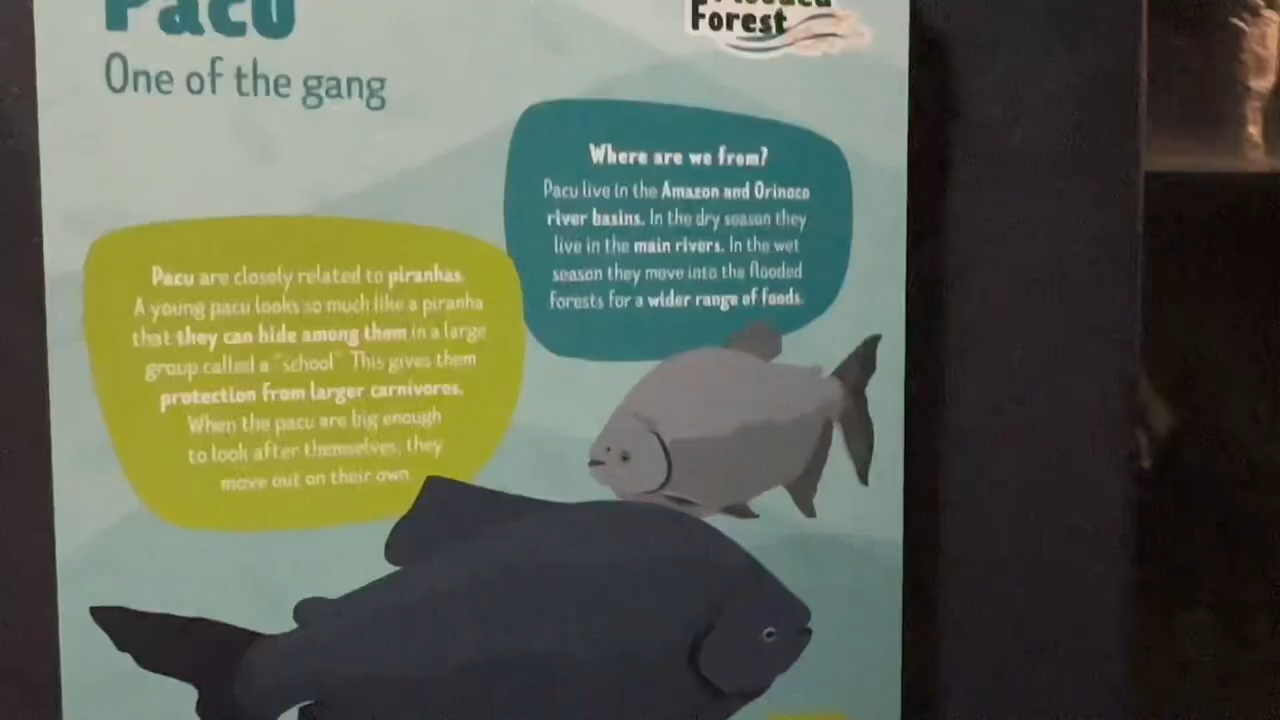 Pacu
One of the gang
Forest
Where are we from?
Pacu live in the Amazon and Orinoco
river basins. In the dry season they
live in the main rivers. In the wet
season they move into the flooded
forests for a wider range of foods.
Pacu are closely related to piranhas.
A young pacu looks so much like a piranha
that they can hide among them in a large
group called a "school" This gives them
protection from larger carnivores.
When the pacu are big enough
to look after themselves, they
move out on their own